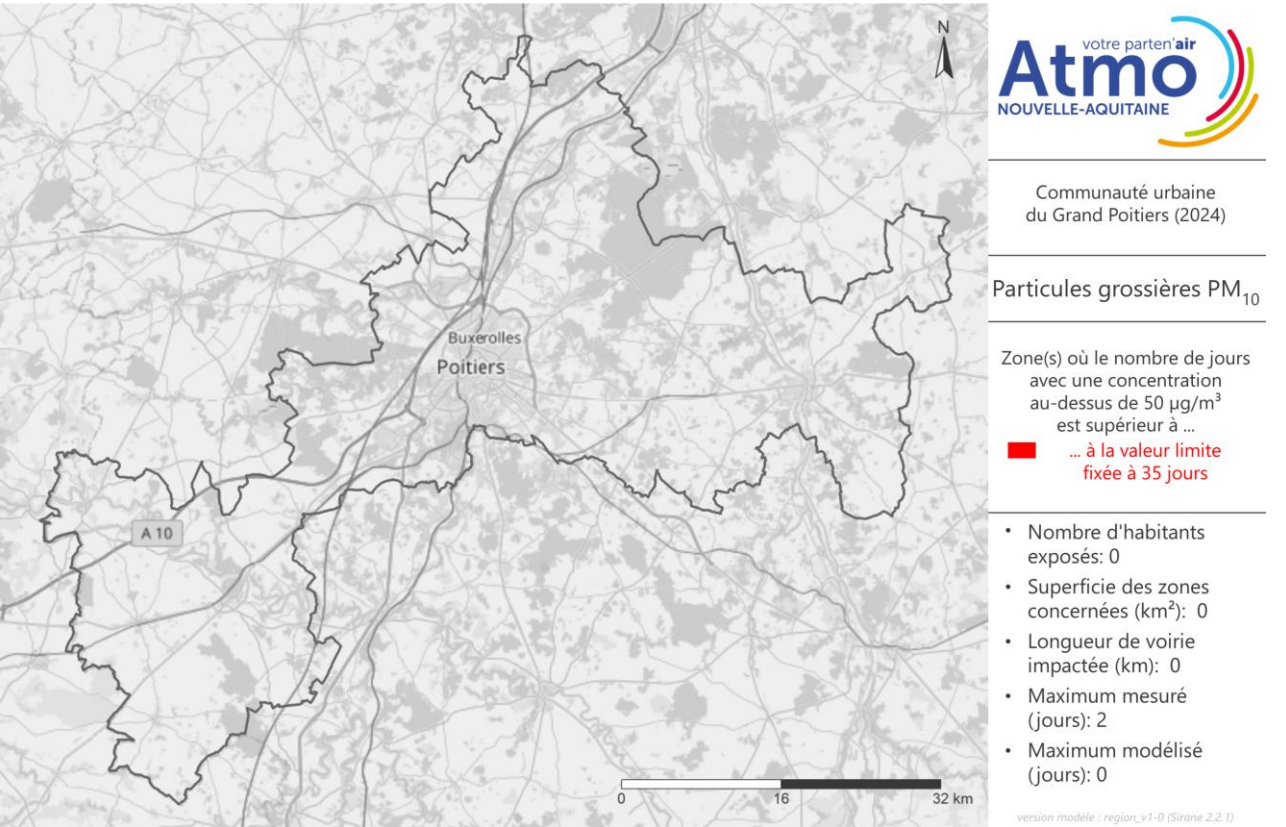 N
Buxerolles
Poitiers
A 10
0
16
32 km
votre parten'air
Atmo
NOUVELLE-AQUITAINE
Communauté urbaine
du Grand Poitiers (2024)
Particules grossières PM₁₀
Zone(s) où le nombre de jours
avec une concentration
au-dessus de 50 µg/m³
est supérieur à ...
... à la valeur limite
fixée à 35 jours
• Nombre d'habitants
exposés: 0
• Superficie des zones
concernées (km²): 0
• Longueur de voirie
impactée (km): 0
• Maximum mesuré
(jours): 2
• Maximum modélisé
(jours): 0
version modèle : region_v1-0 (Sirane 2.2.1)